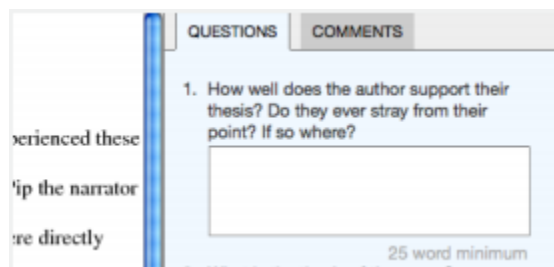 QUESTIONS COMMENTS
1. How well does the author support their
thesis? Do they ever stray from their
point? If so where?
perienced these
Pip the narrator
ere directly
25 word minimum